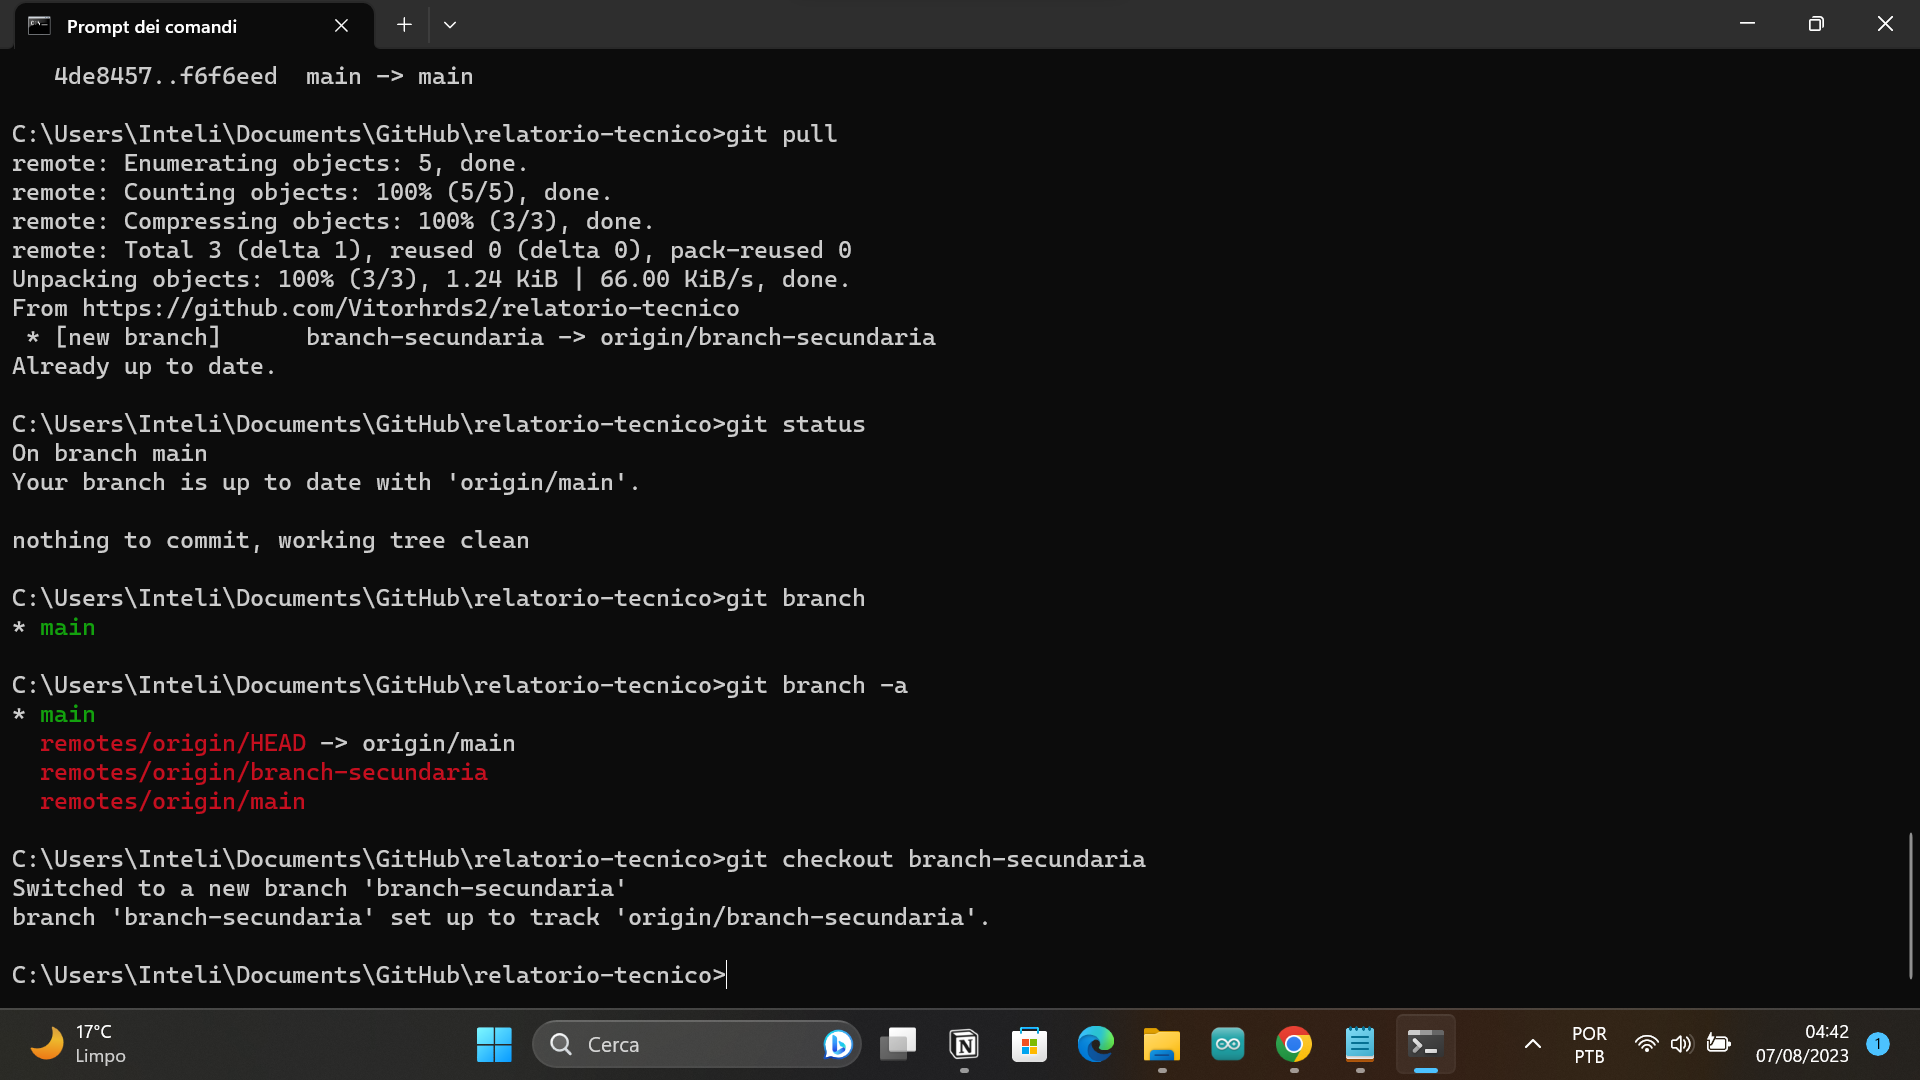 Prompt dei comandi
4de8457..f6f6eed  main -> main
C:\Users\Inteli\Documents\GitHub\relatorio-tecnico>git pull
remote: Enumerating objects: 5, done.
remote: Counting objects: 100% (5/5), done.
remote: Compressing objects: 100% (3/3), done.
remote: Total 3 (delta 1), reused 0 (delta 0), pack-reused 0
Unpacking objects: 100% (3/3), 1.24 KiB | 66.00 KiB/s, done.
From https://github.com/Vitorhrds2/relatorio-tecnico
 * [new branch]      branch-secundaria -> origin/branch-secundaria
Already up to date.
C:\Users\Inteli\Documents\GitHub\relatorio-tecnico>git status
On branch main
Your branch is up to date with 'origin/main'.
nothing to commit, working tree clean
C:\Users\Inteli\Documents\GitHub\relatorio-tecnico>git branch
* main
C:\Users\Inteli\Documents\GitHub\relatorio-tecnico>git branch -a
* main
  remotes/origin/HEAD -> origin/main
  remotes/origin/branch-secundaria
  remotes/origin/main
C:\Users\Inteli\Documents\GitHub\relatorio-tecnico>git checkout branch-secundaria
Switched to a new branch 'branch-secundaria'
branch 'branch-secundaria' set up to track 'origin/branch-secundaria'.
C:\Users\Inteli\Documents\GitHub\relatorio-tecnico>
17°C
Limpo
Cerca
POR
PTB
04:42
07/08/2023
1